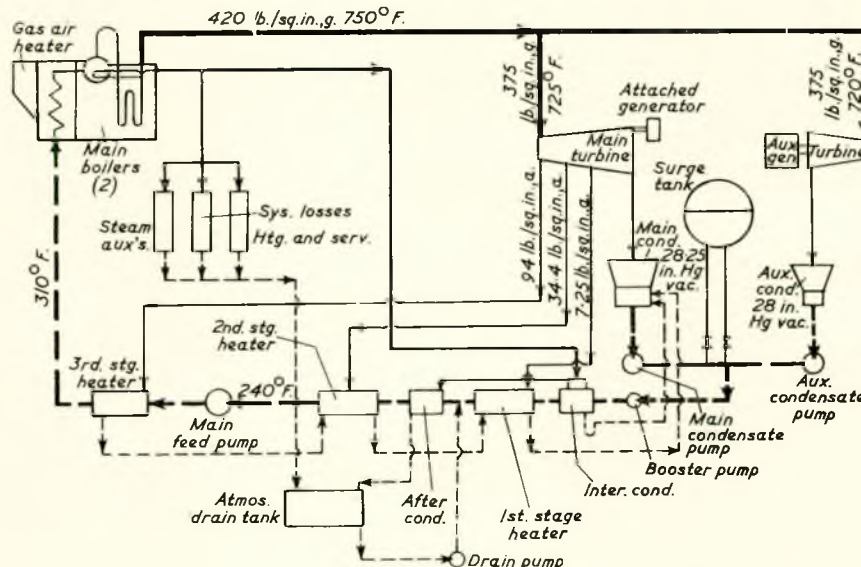 420 lb./sq.in.,g. 750° F.
Gas air
heater
Main
boilers
(2)
310° F.
Steam
aux's.
Sys. losses
Htg. and serv.
375
lb./sq.in.,g.
725° F.
Attached
generator
Main
turbine
94 lb./sq.in.,a.
34.4 lb./sq.in.,a.
7·25 lb./sq.in.,a.
Main
cond.
28·25
in. Hg
vac.
Surge
tank
375
lb./sq.in.,g.
720° F.
Aux.
gen
Turbine
Aux.
cond.
28 in.
Hg vac.
3rd. stg.
heater
240° F.
2nd. stg.
heater
Main
feed pump
Atmos.
drain tank
After
cond.
1st. stage
heater
Inter. cond.
Drain pump
Booster pump
Main
condensate
pump
Aux.
condensate
pump